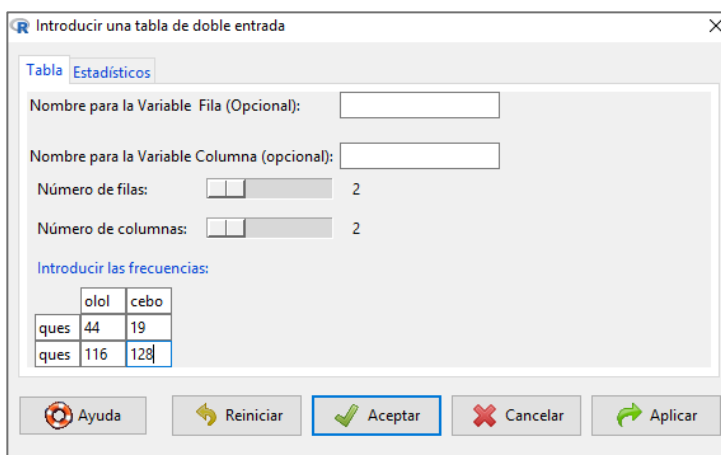 Introducir una tabla de doble entrada
Tabla Estadísticos
Nombre para la Variable Fila (Opcional):
Nombre para la Variable Columna (opcional):
Número de filas: 2
Número de columnas: 2
Introducir las frecuencias:
olol cebo
ques 44 19
ques 116 128
Ayuda Reiniciar Aceptar Cancelar Aplicar